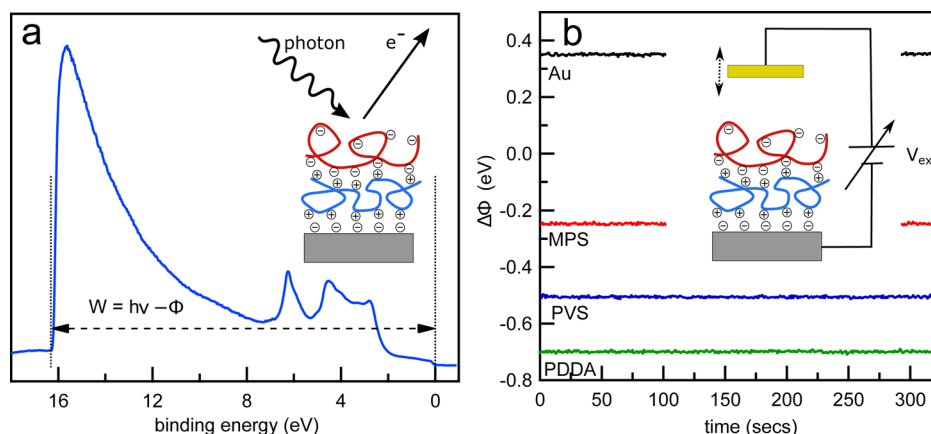 a
photon
e-
W = hν –Φ
16
12
8
4
0
binding energy (eV)
b
0.4
0.2
0.0
-0.2
-0.4
-0.6
-0.8
ΔΦ (eV)
Au
MPS
PVS
PDDA
V
0
50
100
150
200
250
300
time (secs)